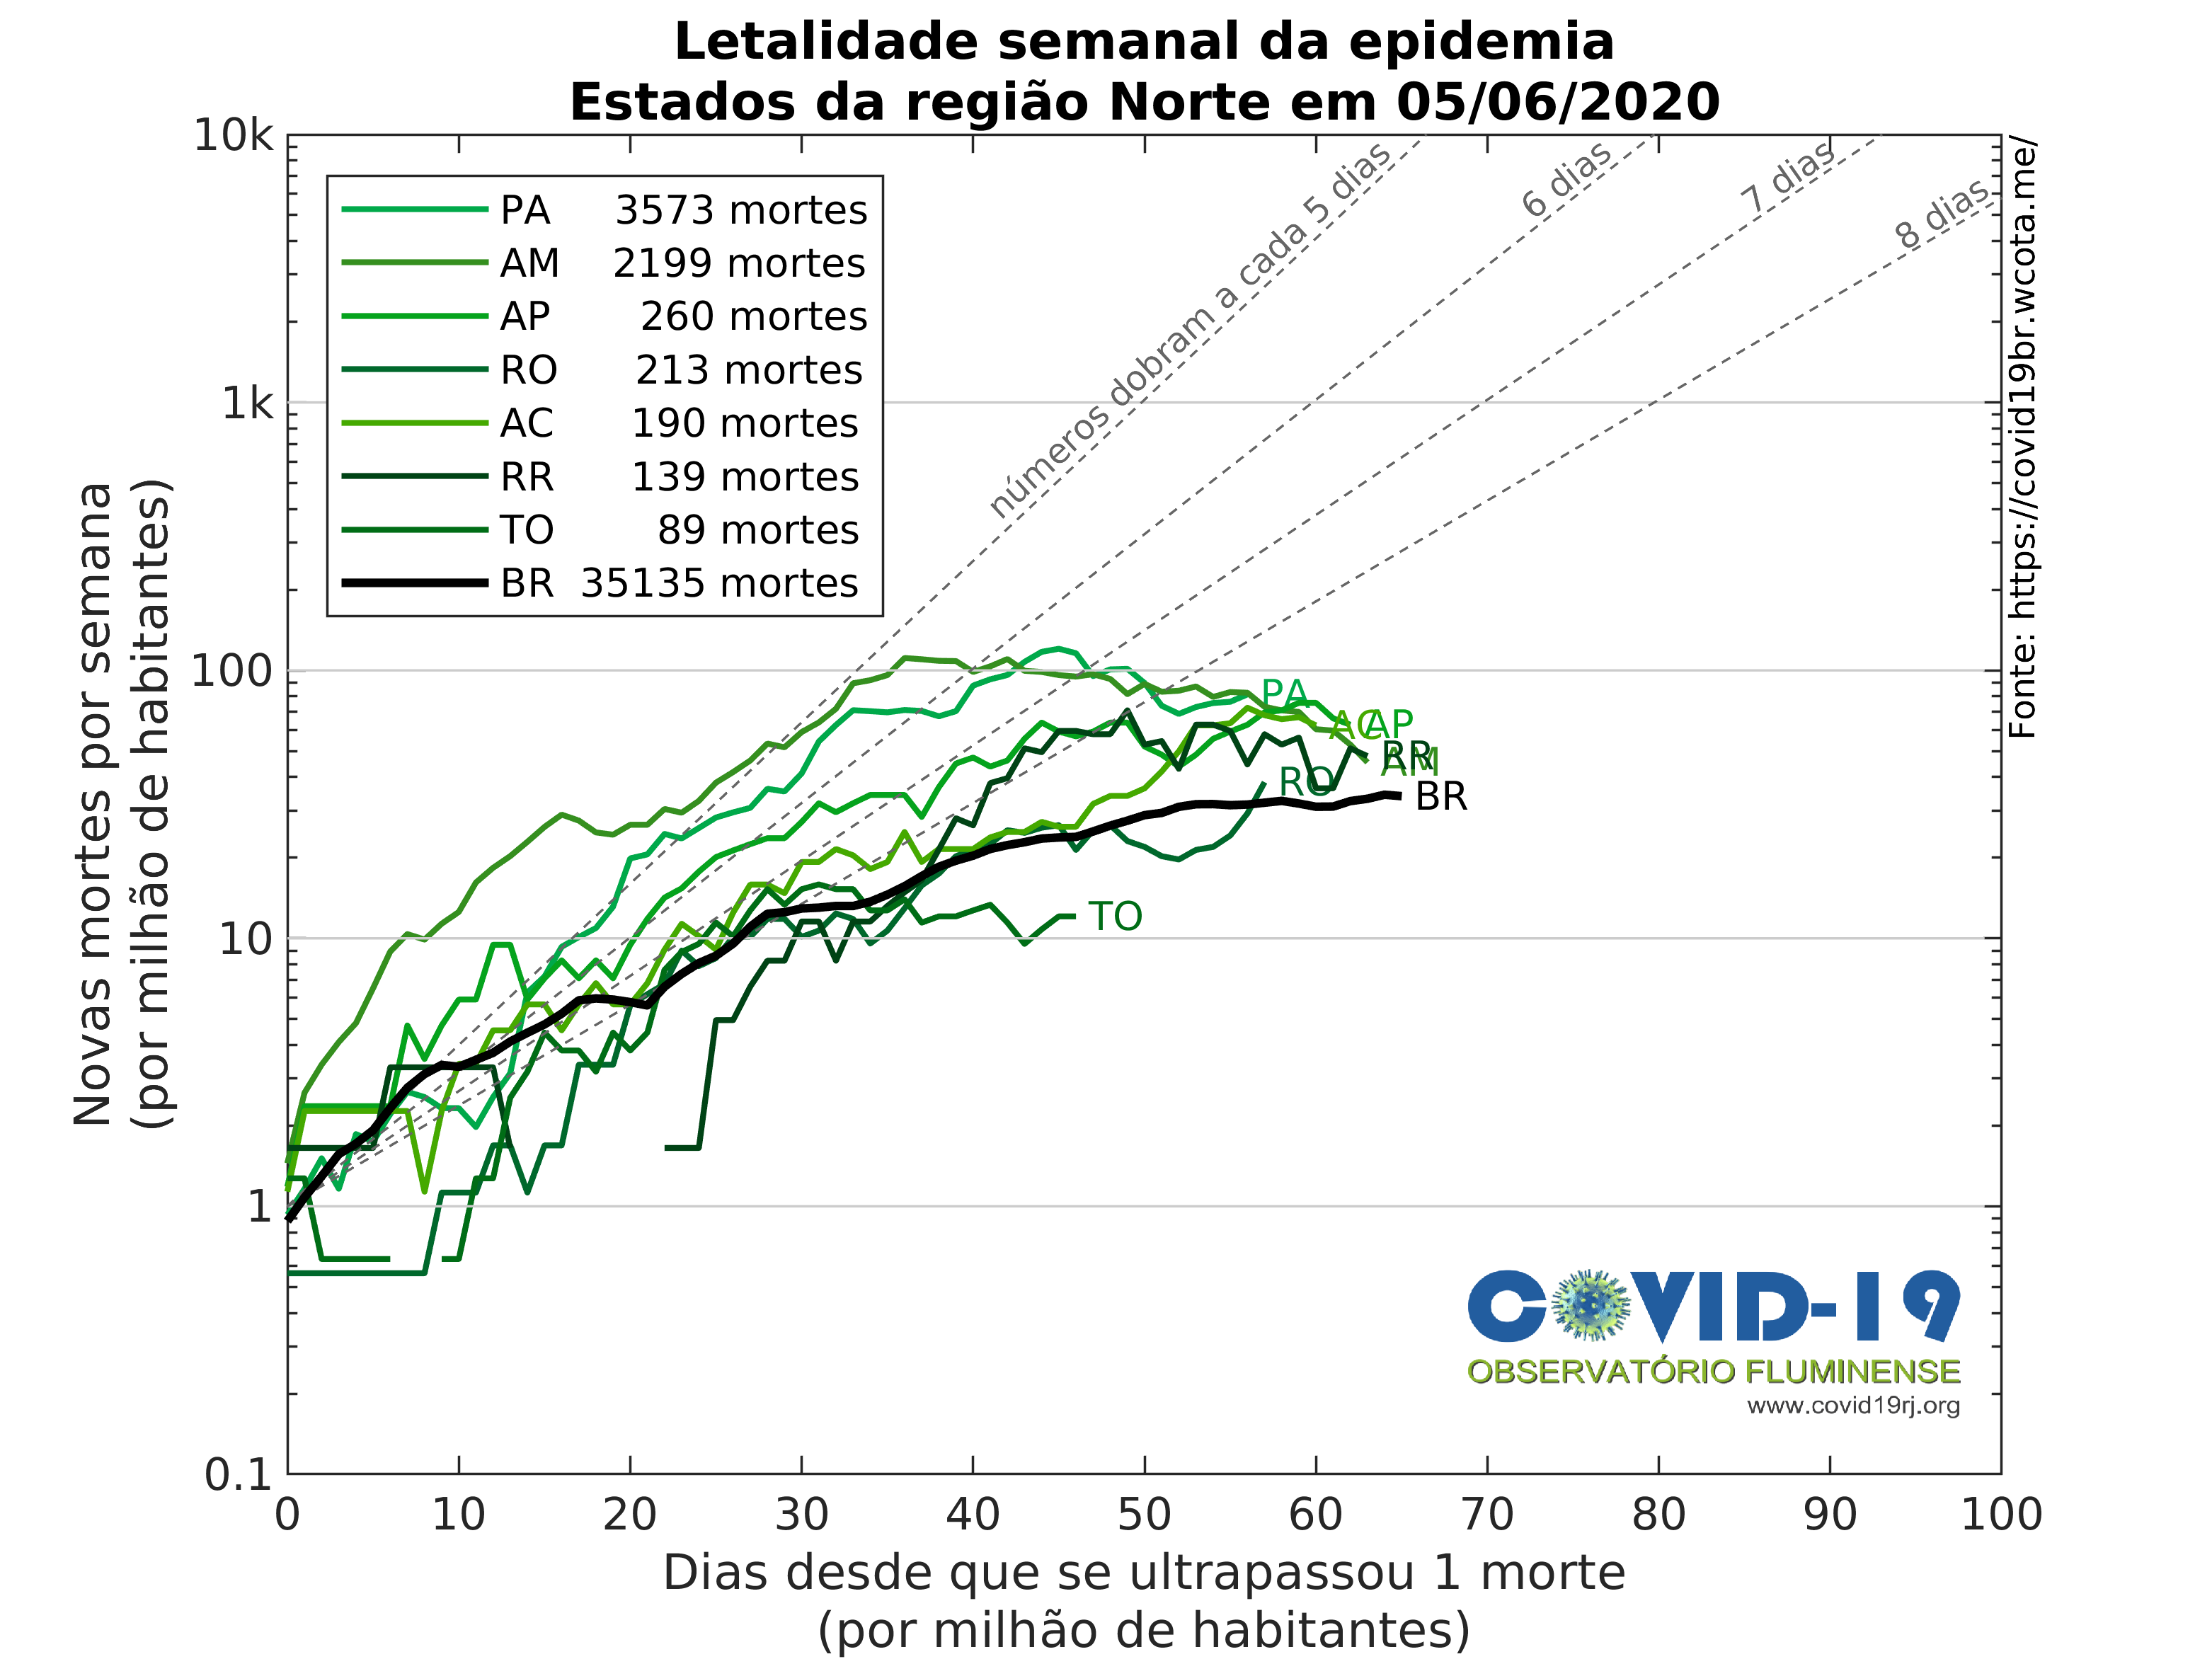 Letalidade semanal da epidemia
Estados da região Norte em 05/06/2020
10k
1k
100
10
1
0.1
Novas mortes por semana
(por milhão de habitantes)
PA 3573 mortes
AM 2199 mortes
AP 260 mortes
RO 213 mortes
AC 190 mortes
RR 139 mortes
TO 89 mortes
BR 35135 mortes
números dobram a cada 5 dias
6 dias
7 dias
8 dias
Fonte: https://covid19br.wcota.me/
PA
AC
AP
RR
AM
RO
BR
TO
COVID-19
OBSERVATÓRIO FLUMINENSE
www.covid19rj.org
0 10 20 30 40 50 60 70 80 90 100
Dias desde que se ultrapassou 1 morte
(por milhão de habitantes)